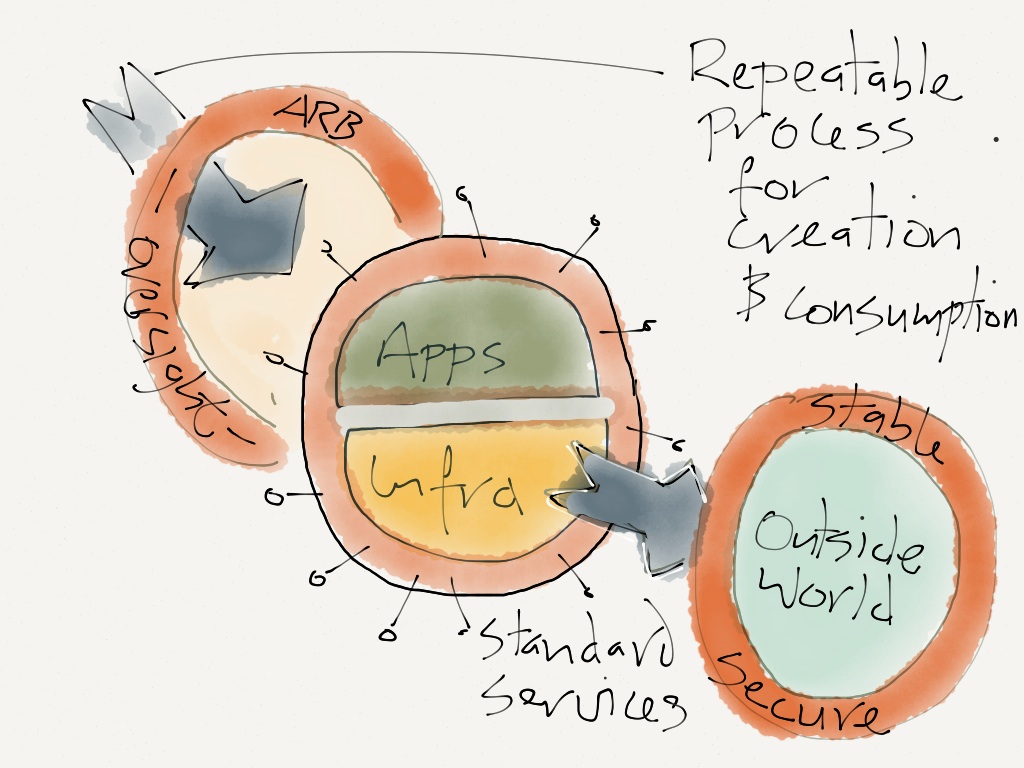 Repeatable
Process
for
creation
& consumption
ARB
- oversight -
Apps
Infra
Stable
Outside
World
Secure
Standard
Services